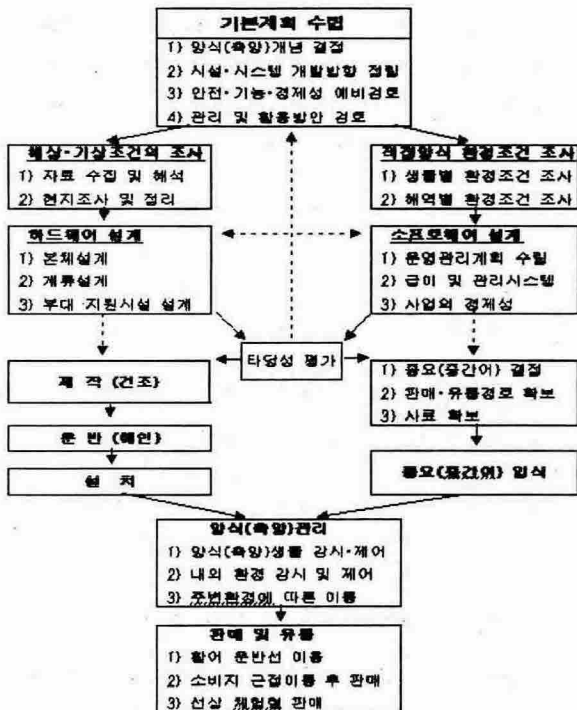 기본계획 수립
1) 양식(축양)개념 결정
2) 시설·시스템 개발방향 정립
3) 안전·기능·경제성 예비검토
4) 관리 및 활용방안 검토
해상·기상조건의 조사
1) 자료 수집 및 해석
2) 현지조사 및 정리
적정양식 환경조건 조사
1) 생물별 환경조건 조사
2) 해역별 환경조건 조사
하드웨어 설계
1) 본체설계
2) 계류설계
3) 부대·지원시설 설계
소프트웨어 설계
1) 운영관리계획 수립
2) 급이 및 관리시스템
3) 사업의 경제성
타당성 평가
제 작 (건조)
1) 종묘(중간어) 결정
2) 판매·유통경로 확보
3) 사료 확보
운 반 (예인)
설 치
종묘(중간어) 입식
양식(축양)관리
1) 양식(축양)생물 감시·제어
2) 내외 환경 감시 및 제어
3) 주변환경에 따른 이동
판매 및 유통
1) 활어 운반선 이용
2) 소비지 근접이동 후 판매
3) 선상 체험형 판매